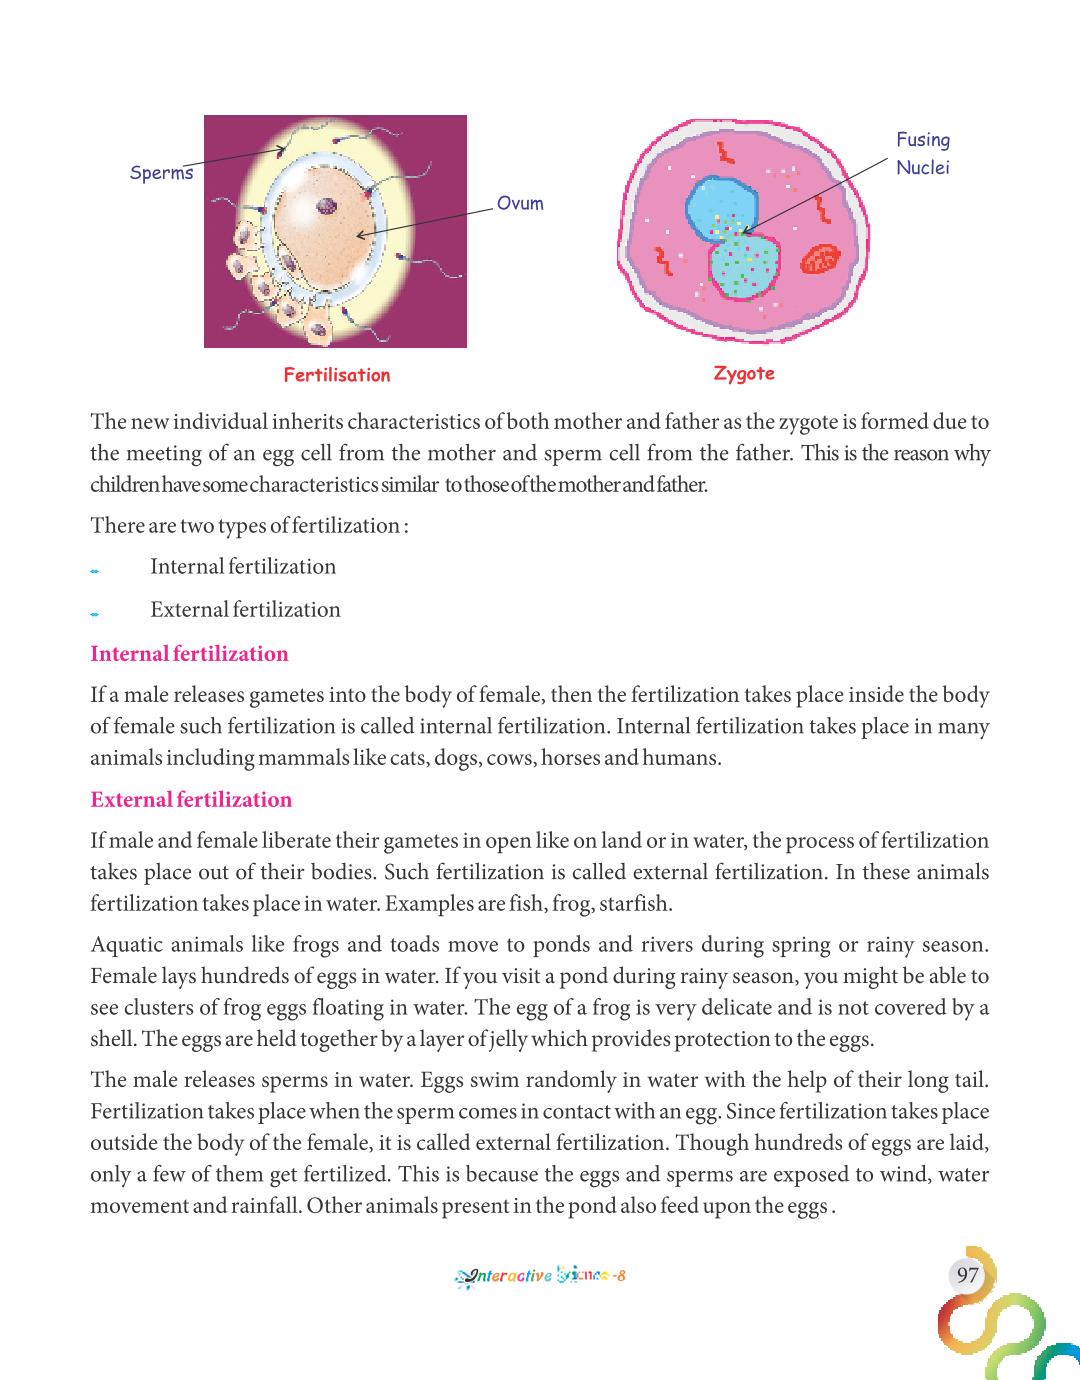 Sperms
Ovum
Fusing
Nuclei
Fertilisation
Zygote
The new individual inherits characteristics of both mother and father as the zygote is formed due to
the meeting of an egg cell from the mother and sperm cell from the father. This is the reason why
children have some characteristics similar to those of the mother and father.
There are two types of fertilization :
Internal fertilization
External fertilization
Internal fertilization
If a male releases gametes into the body of female, then the fertilization takes place inside the body
of female such fertilization is called internal fertilization. Internal fertilization takes place in many
animals including mammals like cats, dogs, cows, horses and humans.
External fertilization
If male and female liberate their gametes in open like on land or in water, the process of fertilization
takes place out of their bodies. Such fertilization is called external fertilization. In these animals
fertilization takes place in water. Examples are fish, frog, starfish.
Aquatic animals like frogs and toads move to ponds and rivers during spring or rainy season.
Female lays hundreds of eggs in water. If you visit a pond during rainy season, you might be able to
see clusters of frog eggs floating in water. The egg of a frog is very delicate and is not covered by a
shell. The eggs are held together by a layer of jelly which provides protection to the eggs.
The male releases sperms in water. Eggs swim randomly in water with the help of their long tail.
Fertilization takes place when the sperm comes in contact with an egg. Since fertilization takes place
outside the body of the female, it is called external fertilization. Though hundreds of eggs are laid,
only a few of them get fertilized. This is because the eggs and sperms are exposed to wind, water
movement and rainfall. Other animals present in the pond also feed upon the eggs .
Interactive Science -8
97